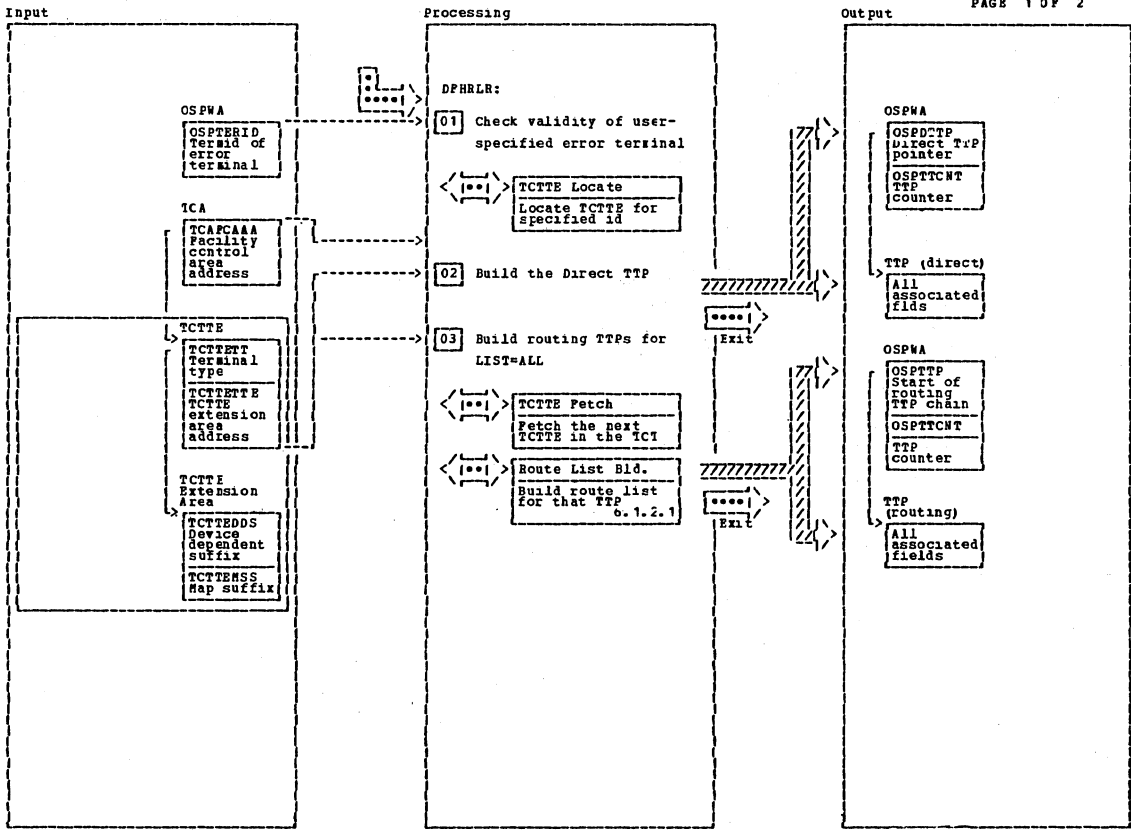 PAGE 1 OF 2
Input
Processing
Output
OSPWA
OSPTERID
Termid of
error
terminal
TCA
TCAFCAAA
Facility
control
area
address
TCTTE
TCTTETT
Terminal
type
TCTTETTE
TCTTE
extension
area
address
TCTTE
Extension
Area
TCTTEDDS
Device
dependent
suffix
TCTTEMSS
Map suffix
DFHRLR:
01 Check validity of user-
specified error terminal
TCTTE Locate
Locate TCTTE for
specified id
02 Build the Direct TTP
Exit
03 Build routing TTPs for
LIST=ALL
TCTTE Fetch
Fetch the next
TCTTE in the TCT
Route List Bld.
Build route list
for that TTP
6.1.2.1
Exit
OSPWA
OSPDTTP
Direct TTP
pointer
OSPTTCNT
TTP
counter
TTP (direct)
All
associated
flds
OSPWA
OSPTTP
Start of
routing
TTP chain
OSPTTCNT
TTP
counter
TTP
(routing)
All
associated
fields